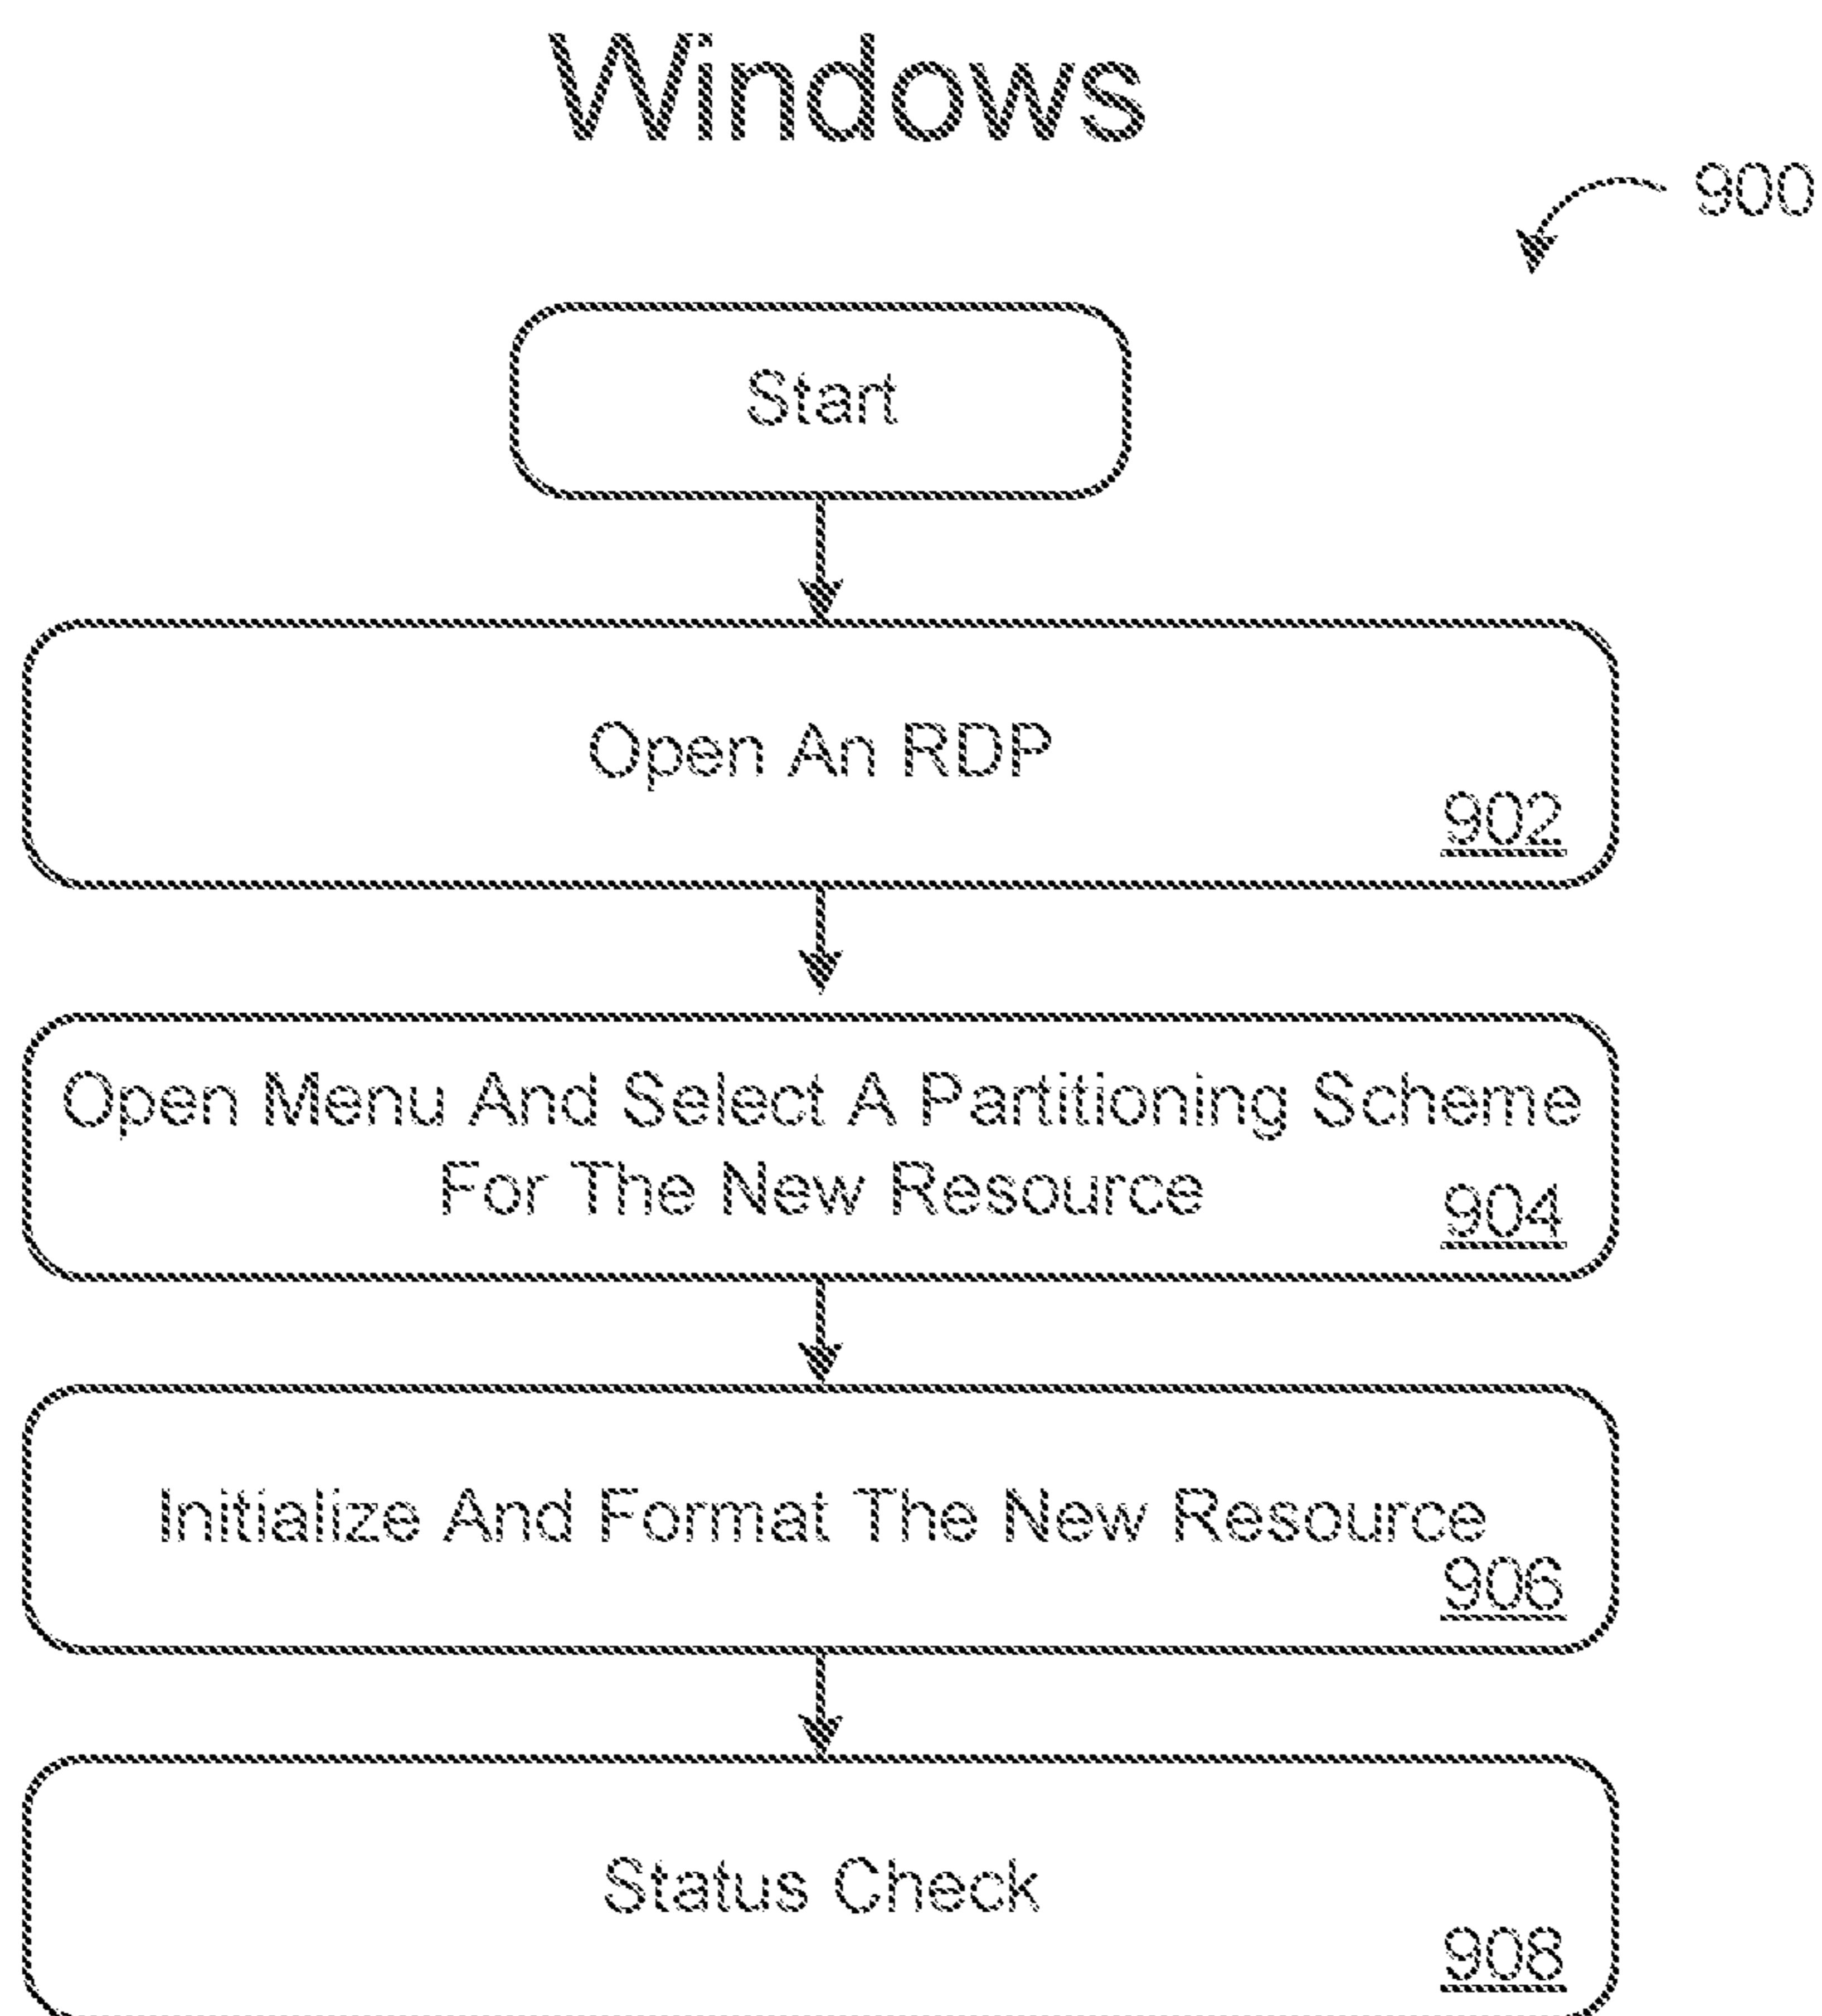 Windows
900
Start
Open An RDP
902
Open Menu And Select A Partitioning Scheme
For The New Resource
904
Initialize And Format The New Resource
906
Status Check
908